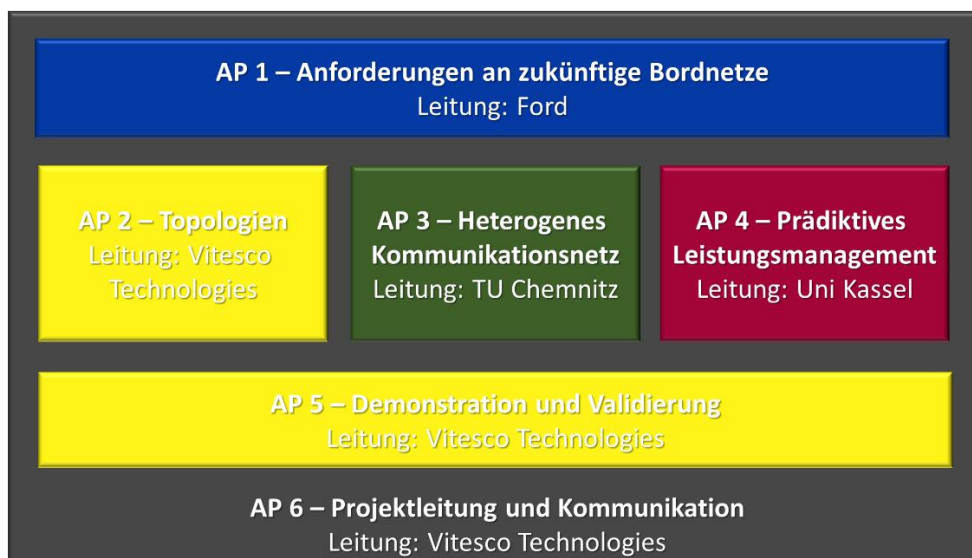 AP 1 – Anforderungen an zukünftige Bordnetze
Leitung: Ford
AP 2 – Topologien
Leitung: Vitesco
Technologies
AP 3 – Heterogenes
Kommunikationsnetz
Leitung: TU Chemnitz
AP 4 – Prädiktives
Leistungsmanagement
Leitung: Uni Kassel
AP 5 – Demonstration und Validierung
Leitung: Vitesco Technologies
AP 6 – Projektleitung und Kommunikation
Leitung: Vitesco Technologies